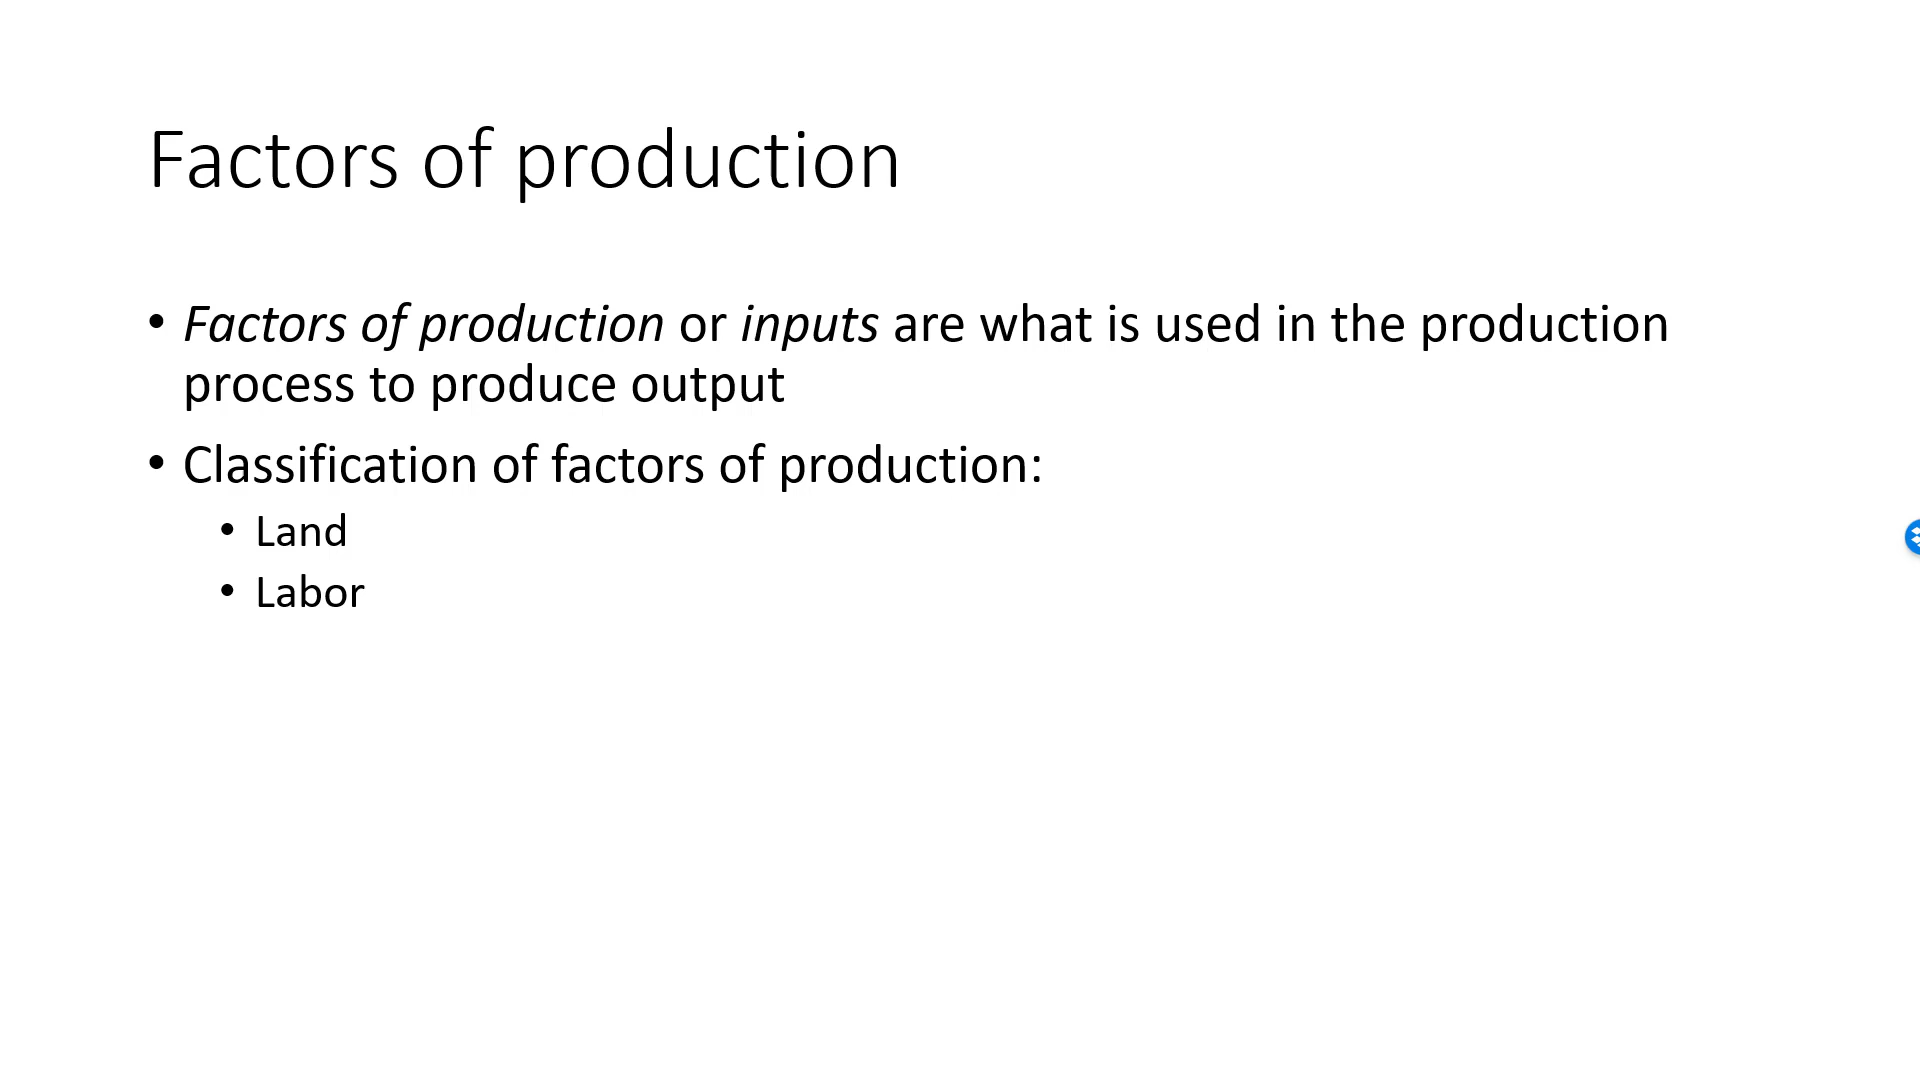 Factors of production
• Factors of production or inputs are what is used in the production
process to produce output
• Classification of factors of production:
• Land
• Labor